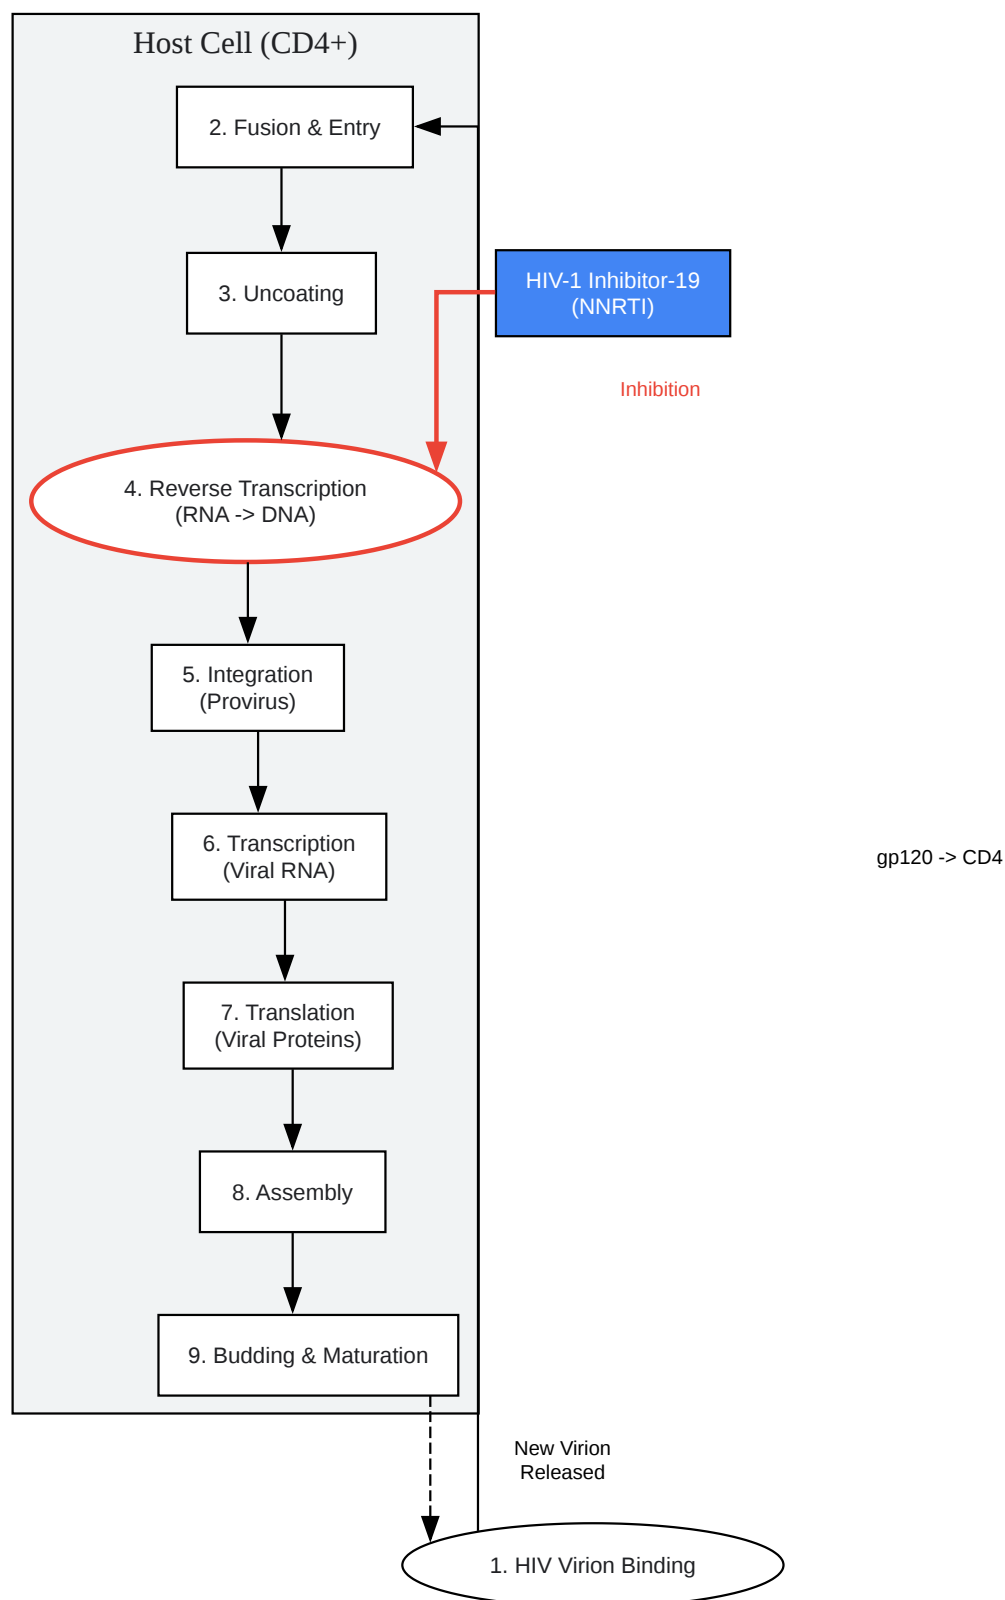 Host Cell (CD4+)
2. Fusion & Entry
3. Uncoating
HIV-1 Inhibitor-19
(NNRTI)
Inhibition
4. Reverse Transcription
(RNA -> DNA)
5. Integration
(Provirus)
6. Transcription
(Viral RNA)
gp120 -> CD4
7. Translation
(Viral Proteins)
8. Assembly
9. Budding & Maturation
New Virion
Released
1. HIV Virion Binding